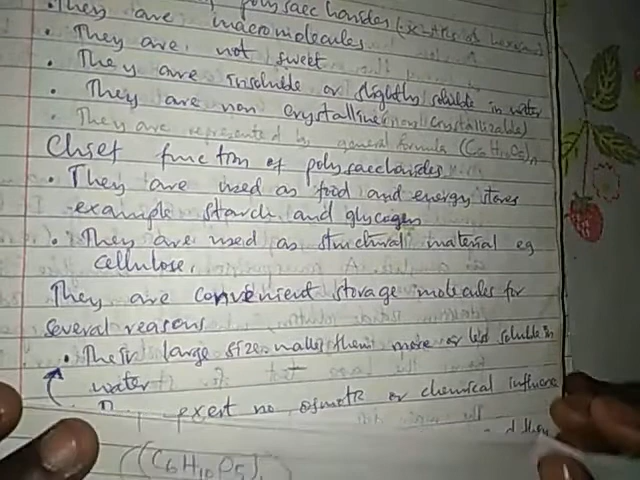 polysaccharides
• They are macromolecules
• They are not sweet
• They are insoluble or slightly soluble in water
• They are non crystalline (non crystallizable)
• They are represented by general formula (C6 H10 O5)n
Chief function of polysaccharides
• They are used as food and energy stores
example starch and glycogen
• They are used as structural material eg
cellulose.
They are convenient storage molecules for
several reasons
• Their large size makes them more or less soluble in
water
exert no osmotic or chemical influence
(C6H10O5)